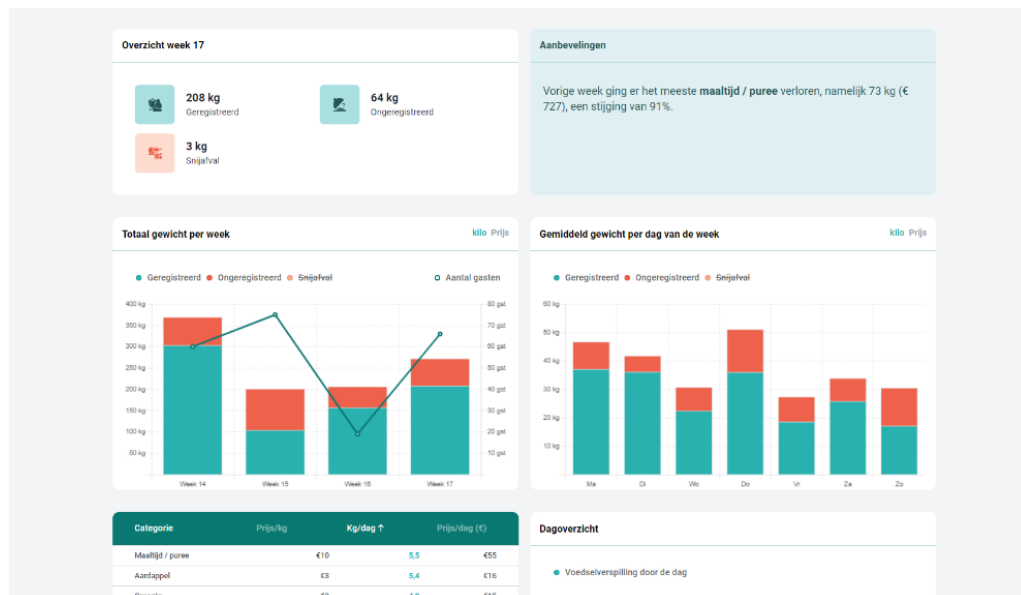 Overzicht week 17
208 kg
Geregistreerd
64 kg
Ongeregistreerd
3 kg
Snijafval
Aanbevelingen
Vorige week ging er het meeste maaltijd / puree verloren, namelijk 73 kg (€
727), een stijging van 91%.
Totaal gewicht per week
kilo Prijs
Geregistreerd Ongeregistreerd Snijafval Aantal gasten
400 kg
350 kg
300 kg
250 kg
200 kg
150 kg
100 kg
50 kg
80 gst
70 gst
60 gst
50 gst
40 gst
30 gst
20 gst
10 gst
Week 14 Week 15 Week 16 Week 17
Gemiddeld gewicht per dag van de week
kilo Prijs
Geregistreerd Ongeregistreerd Snijafval
60 kg
50 kg
40 kg
30 kg
20 kg
10 kg
Ma Di Wo Do Vr Za Zo
Categorie Prijs/kg Kg/dag ↑ Prijs/dag (€)
Maaltijd / puree €10 5,5 €55
Aardappel €3 5,4 €16
Dagoverzicht
Voedselverspilling door de dag